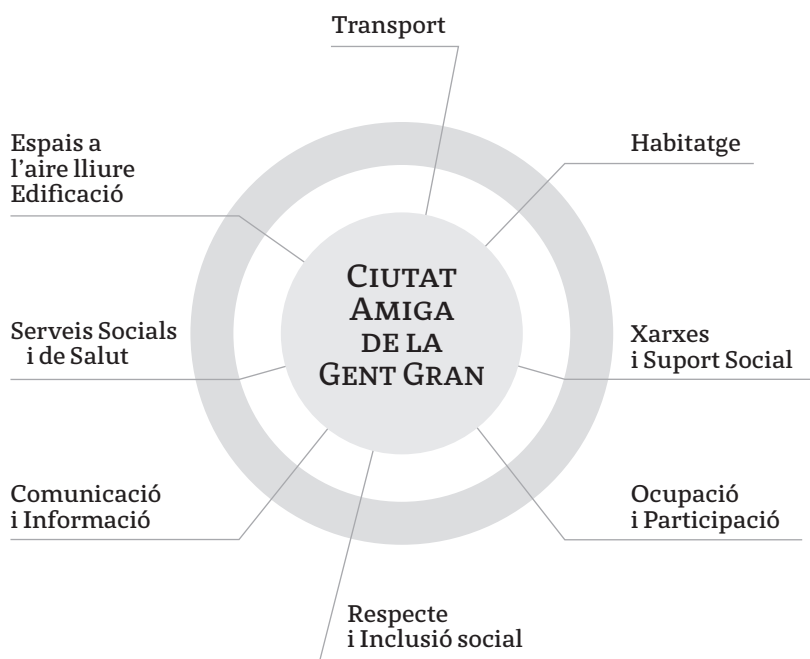 Transport
Espais a
l'aire lliure
Edificació
Habitatge
CIUTAT
AMIGA
DE LA
GENT GRAN
Serveis Socials
i de Salut
Xarxes
i Suport Social
Comunicació
i Informació
Ocupació
i Participació
Respecte
i Inclusió social